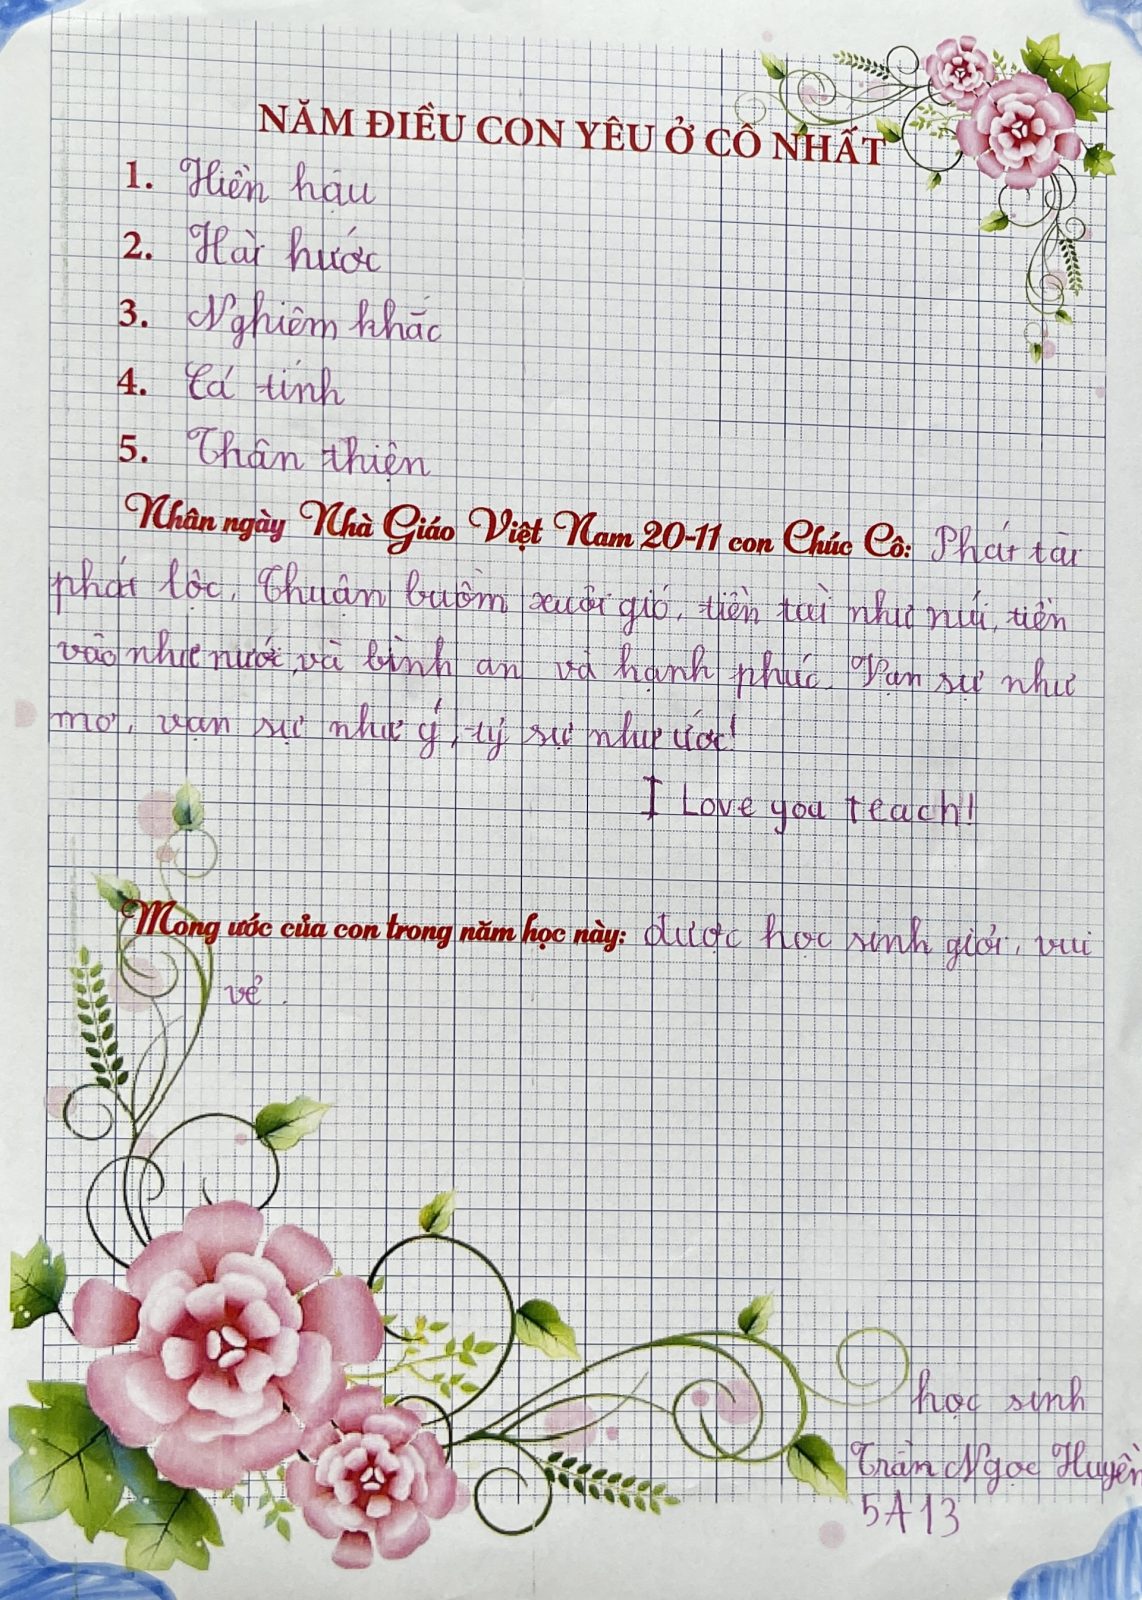 NĂM ĐIỀU CON YÊU Ở CÔ NHẤT
1. Hiền hậu
2. Hài hước
3. Nghiêm khắc
4. Cá tính
5. Thân thiện
Nhân ngày Nhà Giáo Việt Nam 20-11 con Chúc Cô: Phát tài
phát lộc, Thuận buồm xuôi gió, tiền tài như núi, tiền
vào như nước, và bình an và hạnh phúc. Vạn sự như
mơ, vạn sự như ý, tỷ sự như ước!
I Love you teach!
Mong ước của con trong năm học này: được học sinh giỏi, vui
vẻ.
học sinh
Trần Ngọc Huyền
5A13